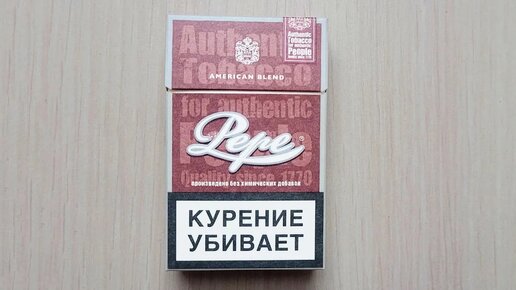 Authentic
Tobacco
AMERICAN BLEND
Authentic
Tobacco
for authentic
People
for authentic
People
Pepe
Quality since 1770
произведено без химических добавок
КУРЕНИЕ
УБИВАЕТ